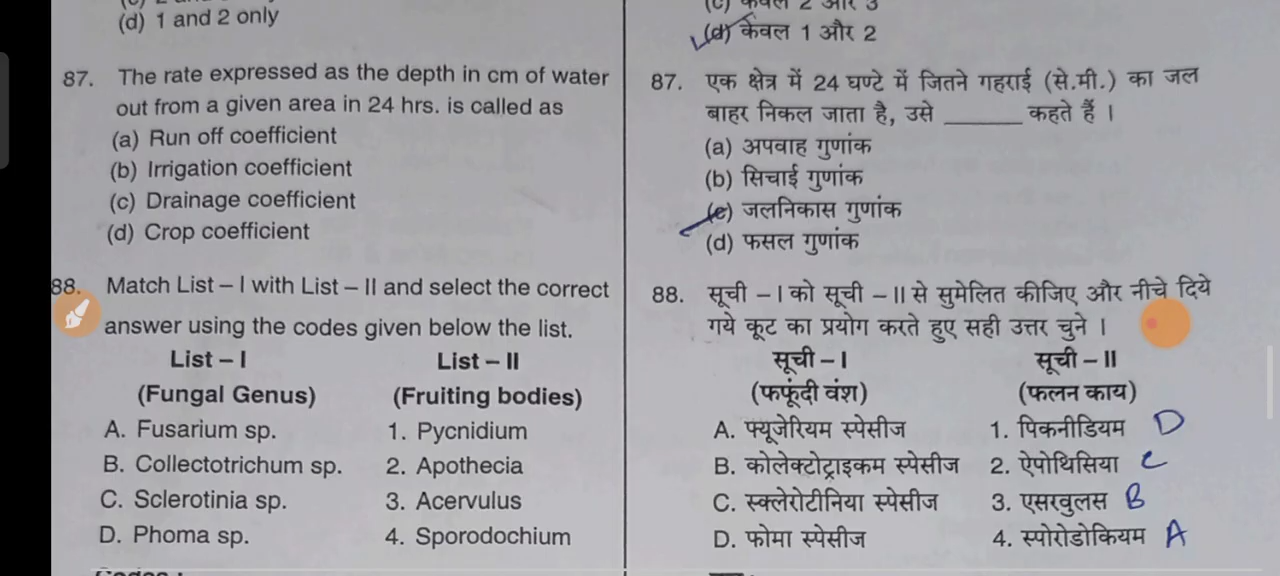 (d) 1 and 2 only
87. The rate expressed as the depth in cm of water
out from a given area in 24 hrs. is called as
(a) Run off coefficient
(b) Irrigation coefficient
(c) Drainage coefficient
(d) Crop coefficient
88. Match List – I with List – II and select the correct
answer using the codes given below the list.
List – I List – II
(Fungal Genus) (Fruiting bodies)
A. Fusarium sp. 1. Pycnidium
B. Collectotrichum sp. 2. Apothecia
C. Sclerotinia sp. 3. Acervulus
D. Phoma sp. 4. Sporodochium
Codes :
(c) केवल 2 और 3
(d) केवल 1 और 2
87. एक क्षेत्र में 24 घण्टे में जितने गहराई (से.मी.) का जल
बाहर निकल जाता है, उसे ______ कहते हैं ।
(a) अपवाह गुणांक
(b) सिचाई गुणांक
(c) जलनिकास गुणांक
(d) फसल गुणांक
88. सूची – I को सूची – II से सुमेलित कीजिए और नीचे दिये
गये कूट का प्रयोग करते हुए सही उत्तर चुने ।
सूची – I सूची – II
(फफूंदी वंश) (फलन काय)
A. फ्यूजेरियम स्पेसीज 1. पिकनीडियम D
B. कोलेक्टोट्राइकम स्पेसीज 2. ऐपोथिसिया C
C. स्क्लेरोटीनिया स्पेसीज 3. एसरवुलस B
D. फोमा स्पेसीज 4. स्पोरोडोकियम A